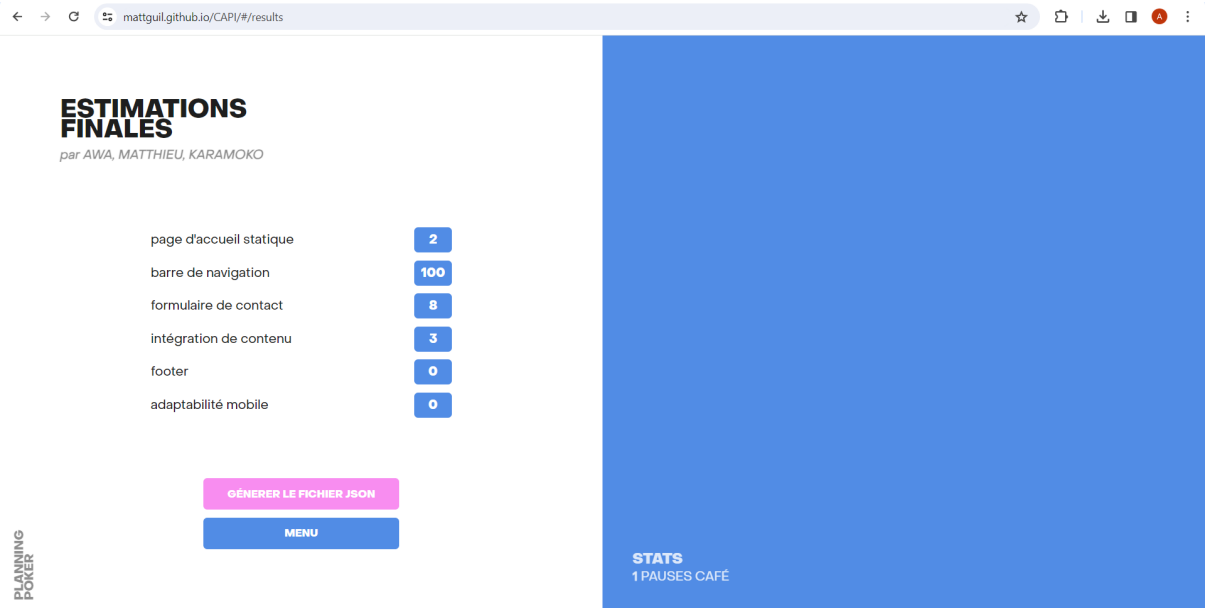 mattguil.github.io/CAPI/#/results
A
ESTIMATIONS
FINALES
par AWA, MATTHIEU, KARAMOKO
page d'accueil statique 2
barre de navigation 100
formulaire de contact 8
intégration de contenu 3
footer 0
adaptabilité mobile 0
GÉNERER LE FICHIER JSON
MENU
PLANNING
POKER
STATS
1 PAUSES CAFÉ